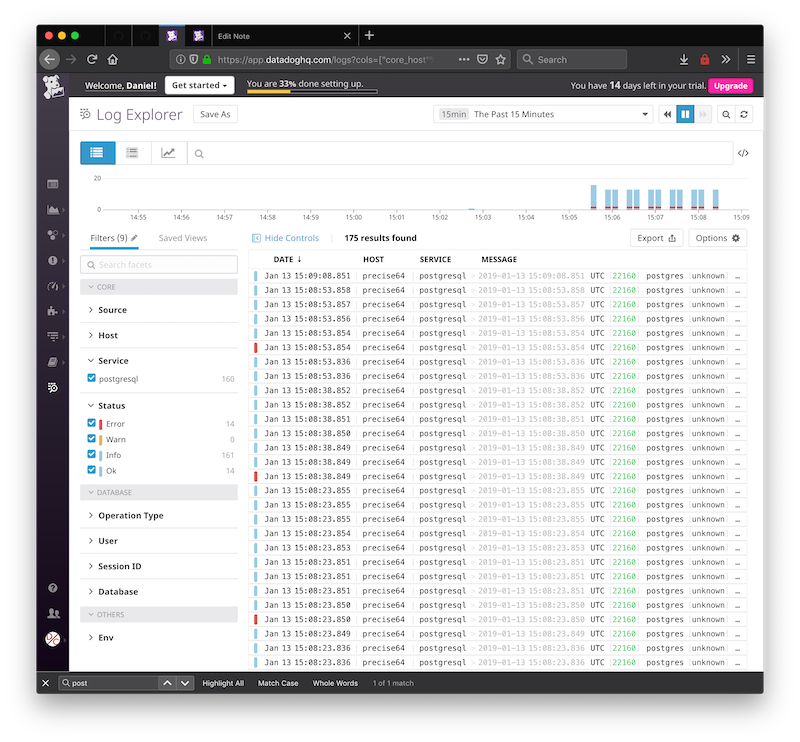 Edit Note
https://app.datadoghq.com/logs?cols=["core_host"
Search
Welcome, Daniel!
Get started
You are 33% done setting up.
You have 14 days left in your trial.
Upgrade
Log Explorer
Save As
15min The Past 15 Minutes
20
0
14:55 14:56 14:57 14:58 14:59 15:00 15:01 15:02 15:03 15:04 15:05 15:06 15:07 15:08 15:09
Filters (9)
Saved Views
Hide Controls
175 results found
Export
Options
Search facets
CORE
Source
Host
Service
postgresql 160
Status
Error 14
Warn 0
Info 161
Ok 14
DATABASE
Operation Type
User
Session ID
Database
OTHERS
Env
DATE ↓ HOST SERVICE MESSAGE
Jan 13 15:09:08.851 precise64 postgresql > 2019-01-13 15:09:08.851 UTC |22160| postgres |unknown| …
Jan 13 15:08:53.858 precise64 postgresql > 2019-01-13 15:08:53.858 UTC |22160| postgres |unknown| …
Jan 13 15:08:53.857 precise64 postgresql > 2019-01-13 15:08:53.857 UTC |22160| postgres |unknown| …
Jan 13 15:08:53.856 precise64 postgresql > 2019-01-13 15:08:53.856 UTC |22160| postgres |unknown| …
Jan 13 15:08:53.854 precise64 postgresql > 2019-01-13 15:08:53.854 UTC |22160| postgres |unknown| …
Jan 13 15:08:53.854 precise64 postgresql > 2019-01-13 15:08:53.854 UTC |22160| postgres |unknown| …
Jan 13 15:08:53.836 precise64 postgresql > 2019-01-13 15:08:53.836 UTC |22160| postgres |unknown| …
Jan 13 15:08:53.836 precise64 postgresql > 2019-01-13 15:08:53.836 UTC |22160| postgres |unknown| …
Jan 13 15:08:38.852 precise64 postgresql > 2019-01-13 15:08:38.852 UTC |22160| postgres |unknown| …
Jan 13 15:08:38.852 precise64 postgresql > 2019-01-13 15:08:38.852 UTC |22160| postgres |unknown| …
Jan 13 15:08:38.851 precise64 postgresql > 2019-01-13 15:08:38.851 UTC |22160| postgres |unknown| …
Jan 13 15:08:38.850 precise64 postgresql > 2019-01-13 15:08:38.850 UTC |22160| postgres |unknown| …
Jan 13 15:08:38.849 precise64 postgresql > 2019-01-13 15:08:38.849 UTC |22160| postgres |unknown| …
Jan 13 15:08:38.849 precise64 postgresql > 2019-01-13 15:08:38.849 UTC |22160| postgres |unknown| …
Jan 13 15:08:38.849 precise64 postgresql > 2019-01-13 15:08:38.849 UTC |22160| postgres |unknown| …
Jan 13 15:08:23.855 precise64 postgresql > 2019-01-13 15:08:23.855 UTC |22160| postgres |unknown| …
Jan 13 15:08:23.855 precise64 postgresql > 2019-01-13 15:08:23.855 UTC |22160| postgres |unknown| …
Jan 13 15:08:23.855 precise64 postgresql > 2019-01-13 15:08:23.855 UTC |22160| postgres |unknown| …
Jan 13 15:08:23.854 precise64 postgresql > 2019-01-13 15:08:23.854 UTC |22160| postgres |unknown| …
Jan 13 15:08:23.853 precise64 postgresql > 2019-01-13 15:08:23.853 UTC |22160| postgres |unknown| …
Jan 13 15:08:23.851 precise64 postgresql > 2019-01-13 15:08:23.851 UTC |22160| postgres |unknown| …
Jan 13 15:08:23.851 precise64 postgresql > 2019-01-13 15:08:23.851 UTC |22160| postgres |unknown| …
Jan 13 15:08:23.851 precise64 postgresql > 2019-01-13 15:08:23.851 UTC |22160| postgres |unknown| …
Jan 13 15:08:23.850 precise64 postgresql > 2019-01-13 15:08:23.850 UTC |22160| postgres |unknown| …
Jan 13 15:08:23.850 precise64 postgresql > 2019-01-13 15:08:23.850 UTC |22160| postgres |unknown| …
Jan 13 15:08:23.849 precise64 postgresql > 2019-01-13 15:08:23.849 UTC |22160| postgres |unknown| …
Jan 13 15:08:23.836 precise64 postgresql > 2019-01-13 15:08:23.836 UTC |22160| postgres |unknown| …
Jan 13 15:08:23.836 precise64 postgresql > 2019-01-13 15:08:23.836 UTC |22160| postgres |unknown| …
post
Highlight All
Match Case
Whole Words
1 of 1 match